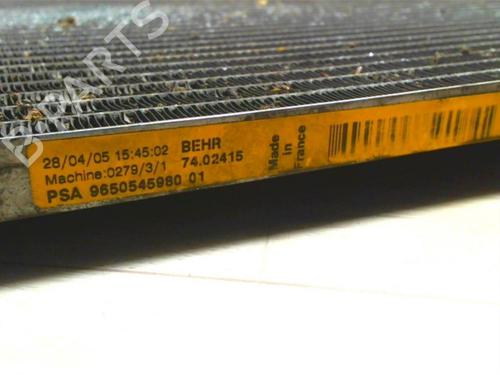 B-PARTS
28/04/05 15:45:02 BEHR
Machine:0279/3/1 74.02415
PSA 9650545980 01
Made
in
France